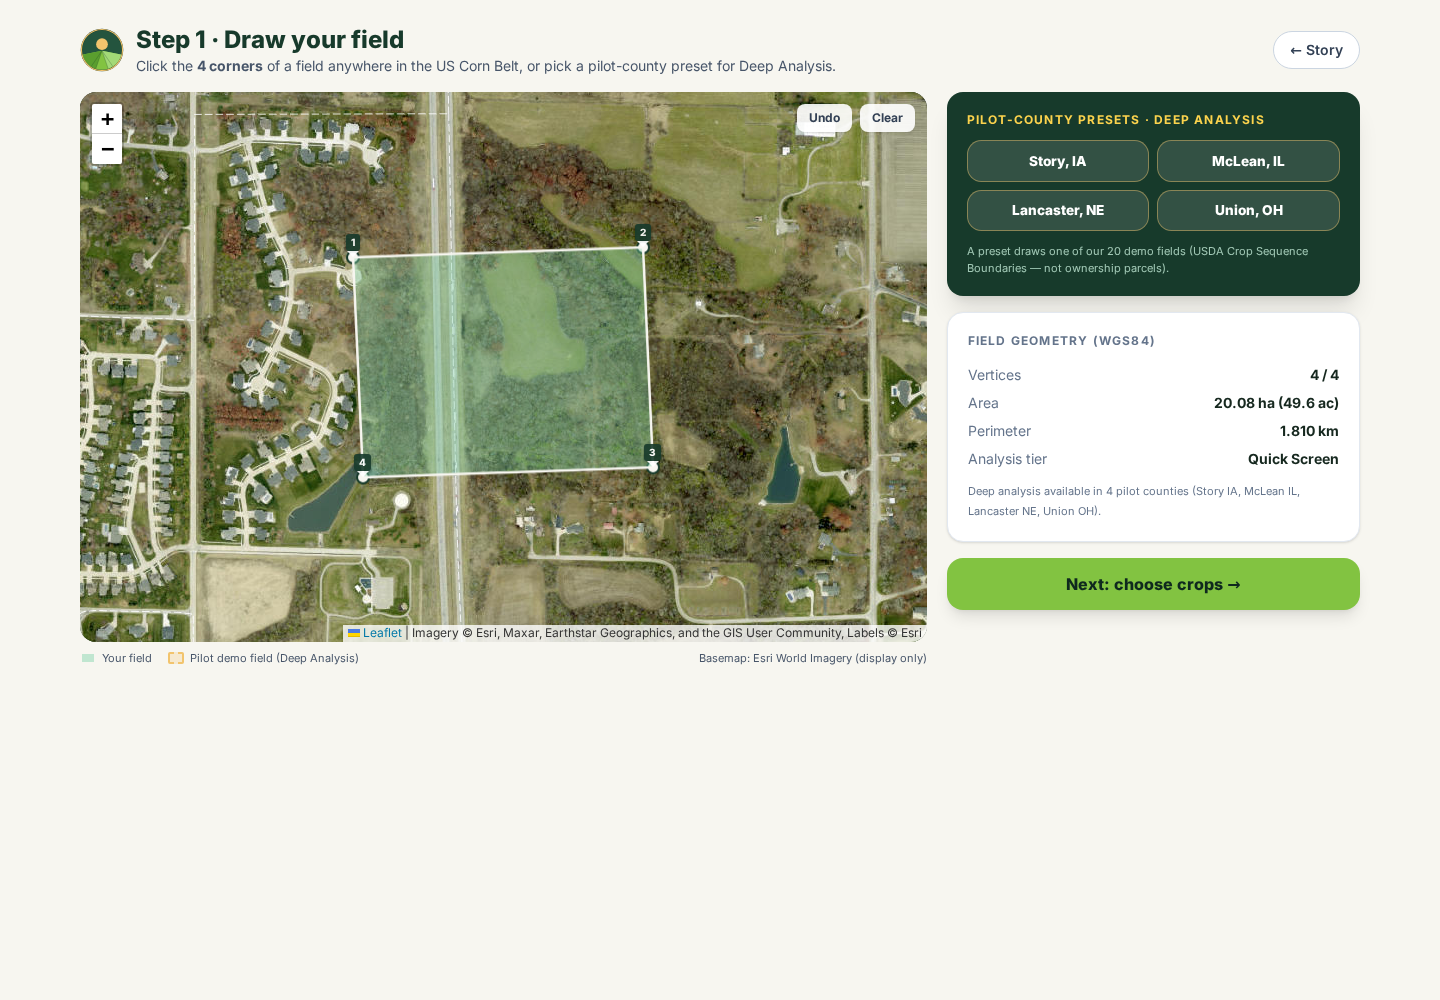 Step 1 · Draw your field
Click the 4 corners of a field anywhere in the US Corn Belt, or pick a pilot-county preset for Deep Analysis.
← Story
+
−
Undo
Clear
1
2
3
4
Leaflet | Imagery © Esri, Maxar, Earthstar Geographics, and the GIS User Community, Labels © Esri
Your field
Pilot demo field (Deep Analysis)
Basemap: Esri World Imagery (display only)
PILOT-COUNTY PRESETS · DEEP ANALYSIS
Story, IA
McLean, IL
Lancaster, NE
Union, OH
A preset draws one of our 20 demo fields (USDA Crop Sequence
Boundaries — not ownership parcels).
FIELD GEOMETRY (WGS84)
Vertices 4 / 4
Area 20.08 ha (49.6 ac)
Perimeter 1.810 km
Analysis tier Quick Screen
Deep analysis available in 4 pilot counties (Story IA, McLean IL,
Lancaster NE, Union OH).
Next: choose crops →